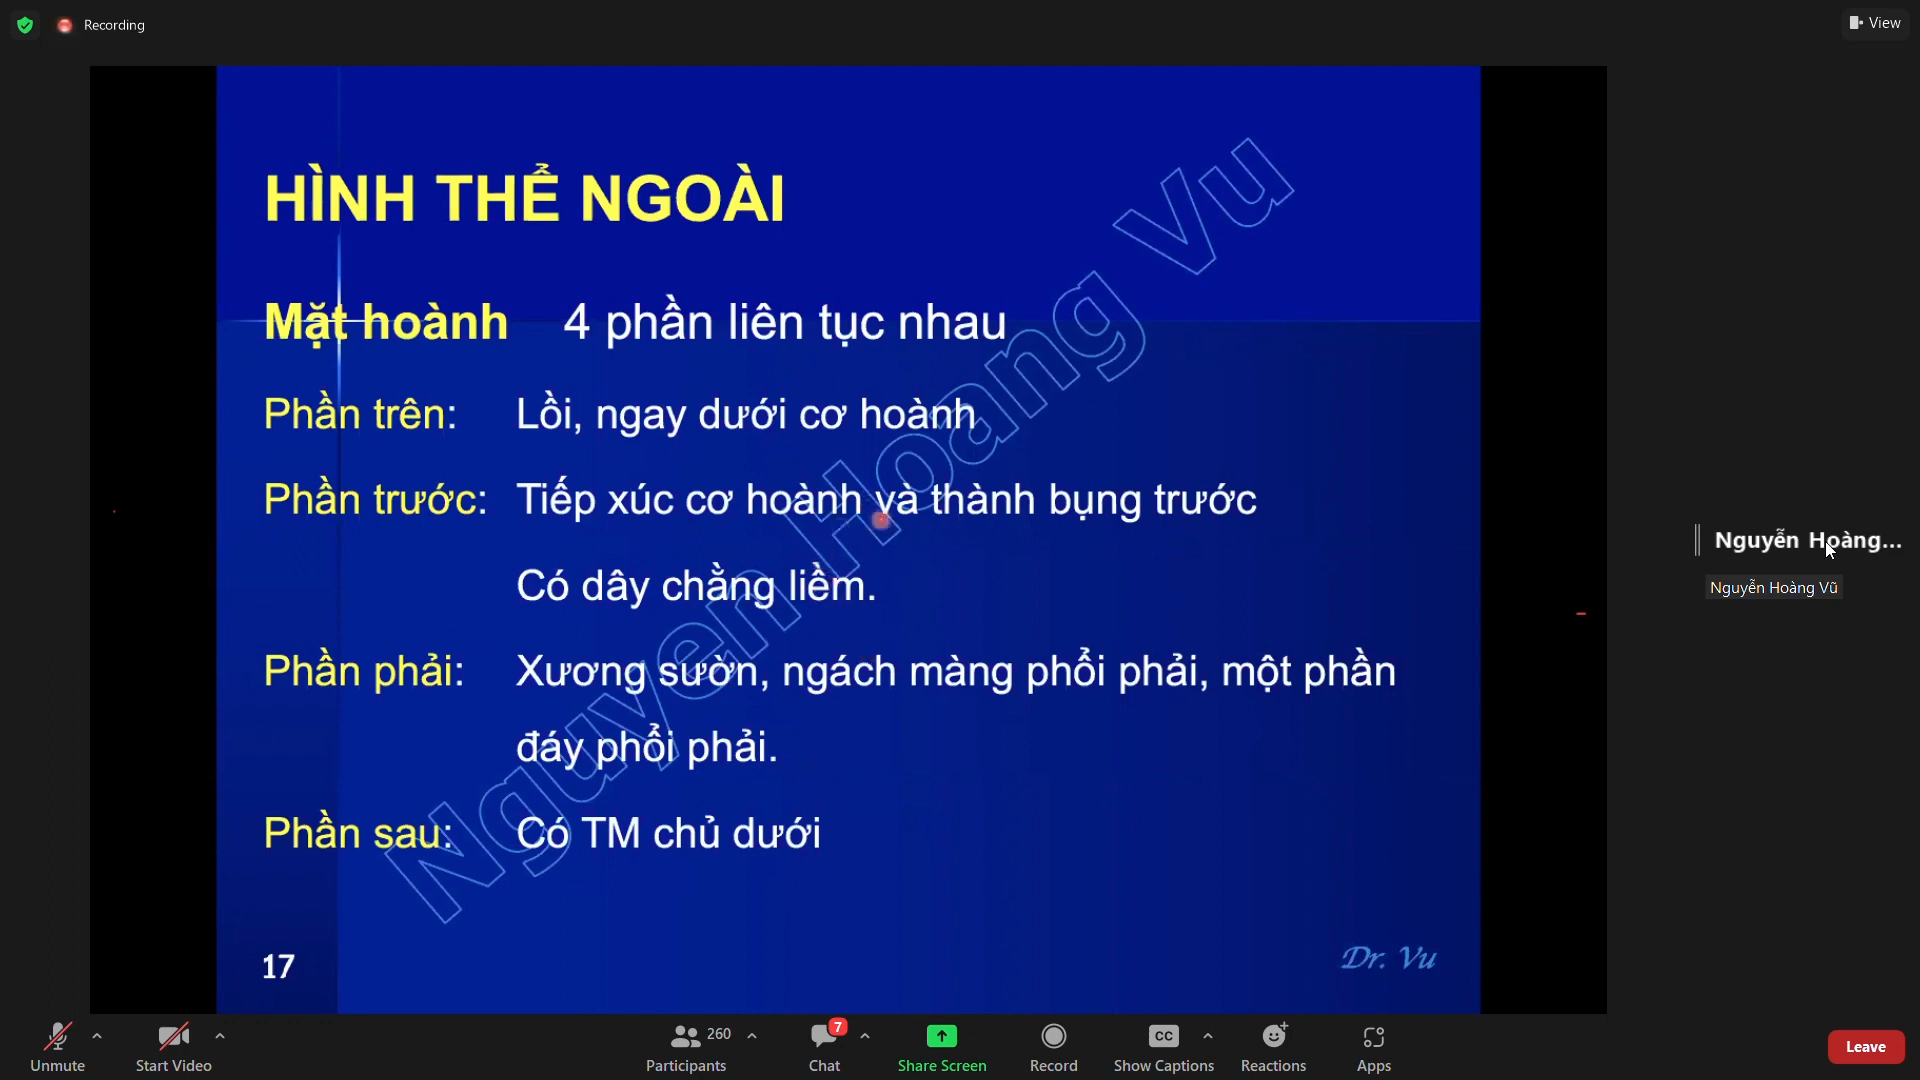 Recording
View
HÌNH THỂ NGOÀI
Mặt hoành 4 phần liên tục nhau
Phần trên: Lồi, ngay dưới cơ hoành
Phần trước: Tiếp xúc cơ hoành và thành bụng trước
Có dây chằng liềm.
Phần phải: Xương sườn, ngách màng phổi phải, một phần
đáy phổi phải.
Phần sau: Có TM chủ dưới
Nguyen Hoang Vu
17
Dr. Vu
Nguyễn Hoàng...
Nguyễn Hoàng Vũ
Unmute
Start Video
Participants 260
Chat 7
Share Screen
Record
CC
Show Captions
Reactions
Apps
Leave